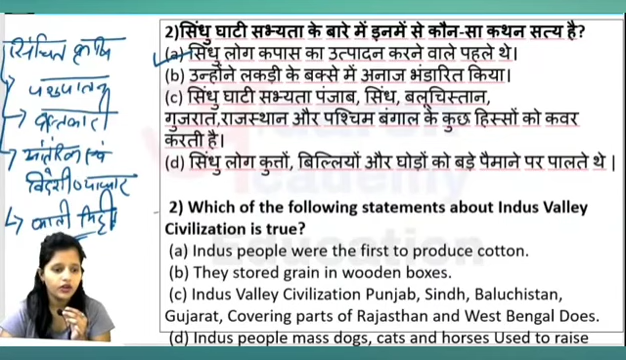 सिंचित कृषि
पशुपालन
दस्तकारी
आंतरिक एवं
विदेशी व्यापार
काली मिट्टी
2)सिंधु घाटी सभ्यता के बारे में इनमें से कौन-सा कथन सत्य है?
(a) सिंधु लोग कपास का उत्पादन करने वाले पहले थे।
(b) उन्होंने लकड़ी के बक्से में अनाज भंडारित किया।
(c) सिंधु घाटी सभ्यता पंजाब, सिंध, बलूचिस्तान,
गुजरात,राजस्थान और पश्चिम बंगाल के कुछ हिस्सों को कवर
करती है।
(d) सिंधु लोग कुत्तों, बिल्लियों और घोड़ों को बड़े पैमाने पर पालते थे |
2) Which of the following statements about Indus Valley
Civilization is true?
(a) Indus people were the first to produce cotton.
(b) They stored grain in wooden boxes.
(c) Indus Valley Civilization Punjab, Sindh, Baluchistan,
Gujarat, Covering parts of Rajasthan and West Bengal Does.
(d) Indus people mass dogs, cats and horses Used to raise